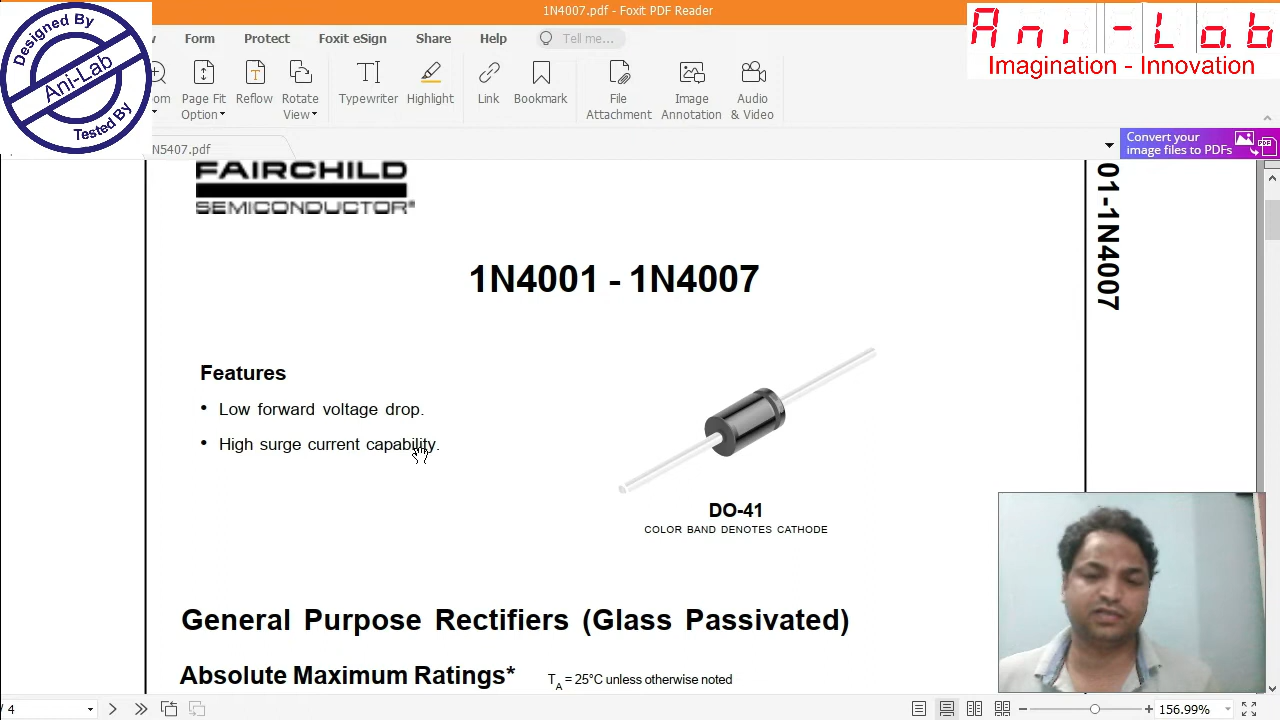 1N4007.pdf - Foxit PDF Reader
Designed By
Ani-Lab
Tested By
Ani-Lab
Imagination - Innovation
Form Protect Foxit eSign Share Help Tell me...
Page Fit Option
Reflow
Rotate View
Typewriter
Highlight
Link
Bookmark
File Attachment
Image Annotation
Audio & Video
N5407.pdf
Convert your
image files to PDFs
PDF
FAIRCHILD
SEMICONDUCTOR®
01-1N4007
1N4001 - 1N4007
Features
• Low forward voltage drop.
• High surge current capability.
DO-41
COLOR BAND DENOTES CATHODE
General Purpose Rectifiers (Glass Passivated)
Absolute Maximum Ratings* TA = 25°C unless otherwise noted
/ 4
156.99%